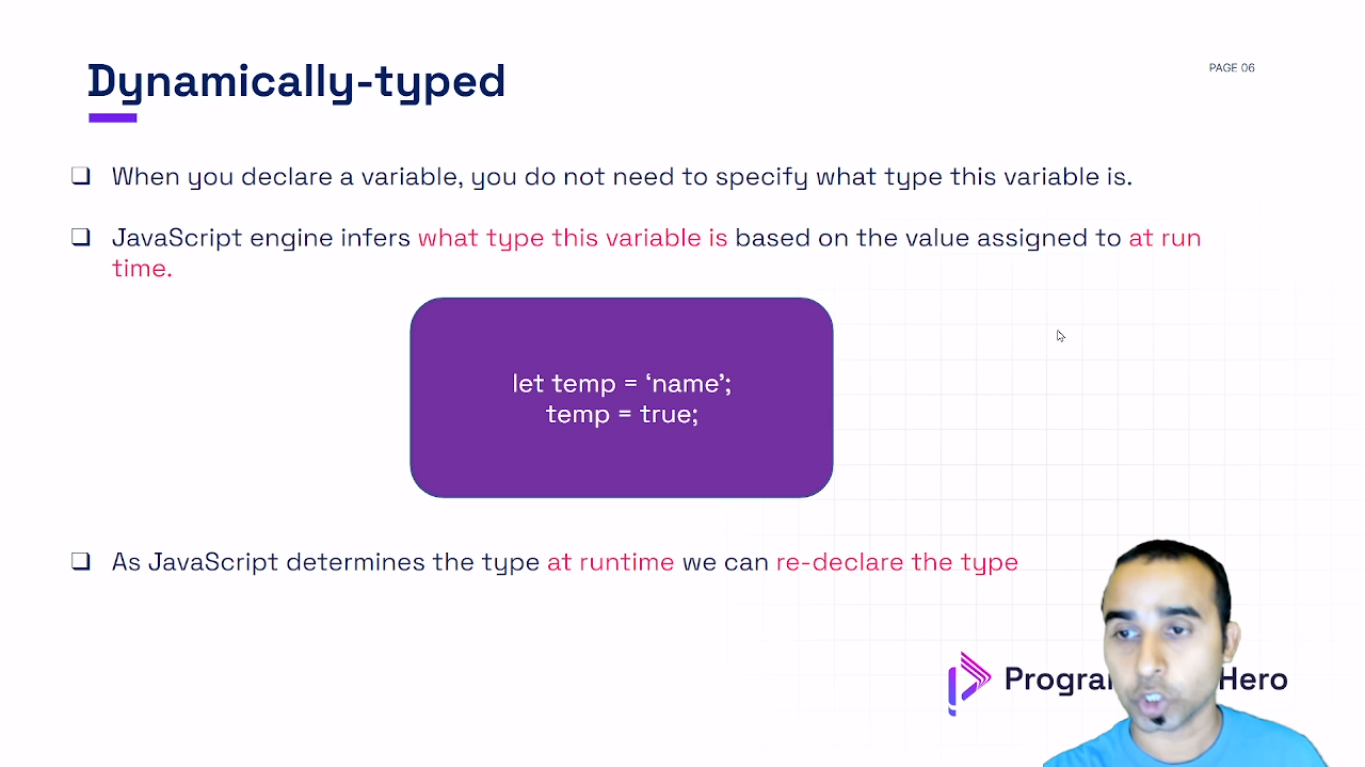 Dynamically-typed
PAGE 06
❑ When you declare a variable, you do not need to specify what type this variable is.
❑ JavaScript engine infers what type this variable is based on the value assigned to at run
time.
let temp = ‘name’;
temp = true;
❑ As JavaScript determines the type at runtime we can re-declare the type
Hero